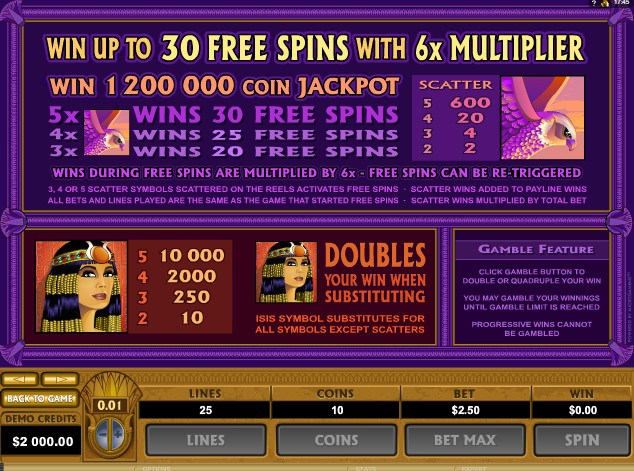 ? 17:45
WIN UP TO 30 FREE SPINS WITH 6x MULTIPLIER
WIN 1 200 000 COIN JACKPOT
5x WINS 30 FREE SPINS
4x WINS 25 FREE SPINS
3x WINS 20 FREE SPINS
SCATTER
5 600
4 20
3 4
2 2
WINS DURING FREE SPINS ARE MULTIPLIED BY 6x - FREE SPINS CAN BE RE-TRIGGERED
3, 4 OR 5 SCATTER SYMBOLS SCATTERED ON THE REELS ACTIVATES FREE SPINS - SCATTER WINS ADDED TO PAYLINE WINS
ALL BETS AND LINES PLAYED ARE THE SAME AS THE GAME THAT STARTED FREE SPINS - SCATTER WINS MULTIPLIED BY TOTAL BET
5 10 000
4 2000
3 250
2 10
DOUBLES
YOUR WIN WHEN
SUBSTITUTING
ISIS SYMBOL SUBSTITUTES FOR
ALL SYMBOLS EXCEPT SCATTERS
GAMBLE FEATURE
CLICK GAMBLE BUTTON TO
DOUBLE OR QUADRUPLE YOUR WIN
YOU MAY GAMBLE YOUR WINNINGS
UNTIL GAMBLE LIMIT IS REACHED
PROGRESSIVE WINS CANNOT
BE GAMBLED
BACK TO GAME
DEMO CREDITS
$2 000.00
0.01
LINES
25
COINS
10
BET
$2.50
WIN
$0.00
LINES
COINS
BET MAX
SPIN
OPTIONS
STATS
EXPERT